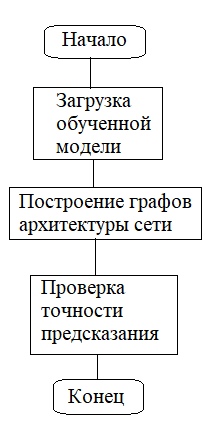 Начало
Загрузка
обученной
модели
Построение графов
архитектуры сети
Проверка
точности
предсказания
Конец